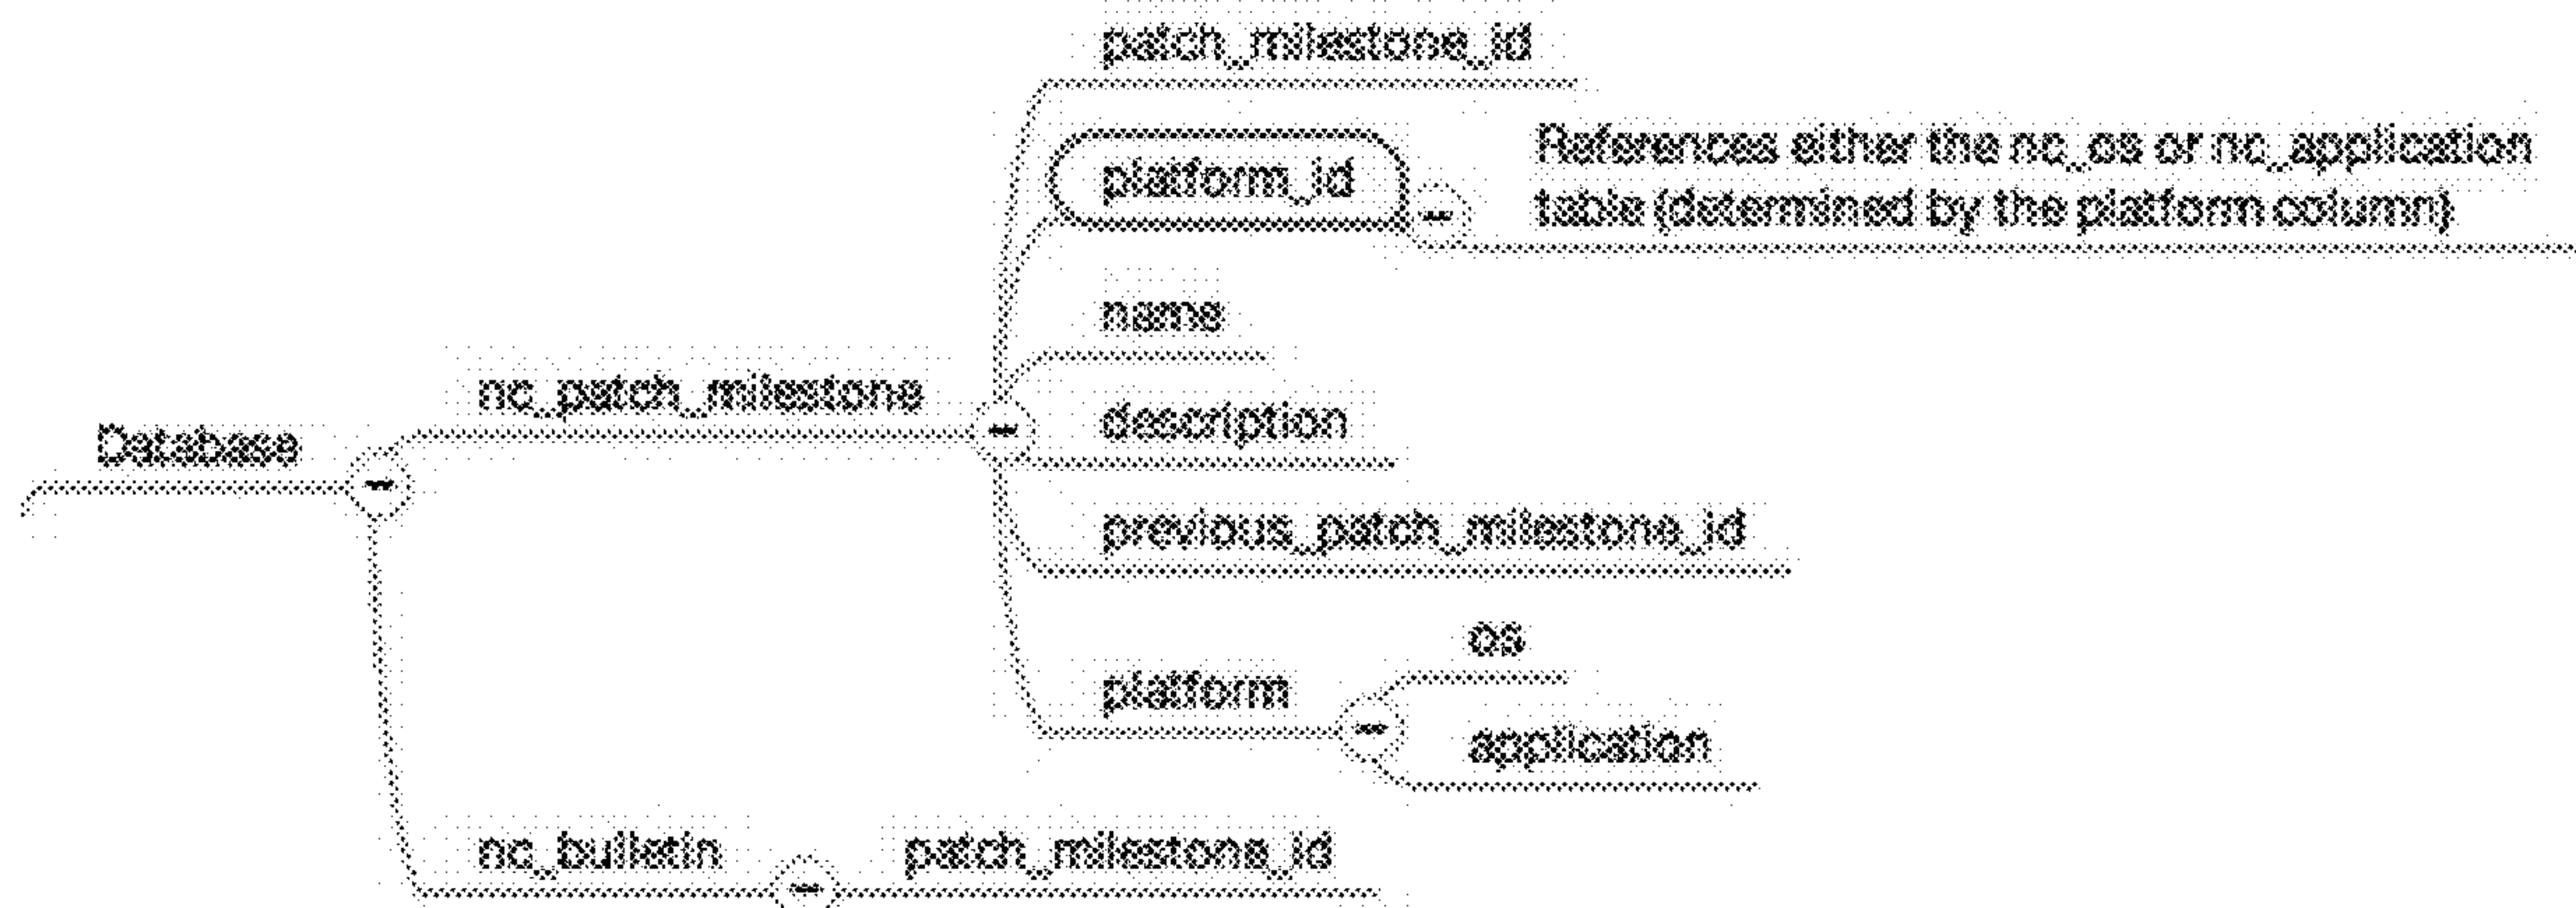 patch_milestone_id
platform_id
References either the nc_os or nc_application
table (determined by the platform column)
name
description
previous_patch_milestone_id
platform
os
application
nc_patch_milestone
Database
nc_bulletin
patch_milestone_id